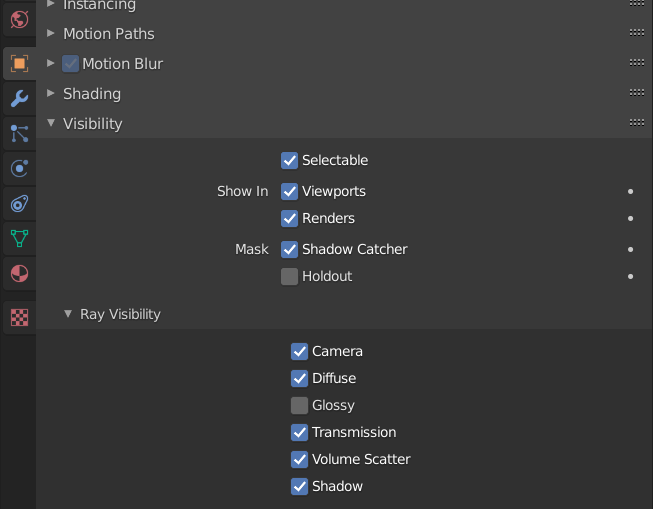 Instancing
Motion Paths
Motion Blur
Shading
Visibility
Selectable
Show In Viewports
Renders
Mask Shadow Catcher
Holdout
Ray Visibility
Camera
Diffuse
Glossy
Transmission
Volume Scatter
Shadow